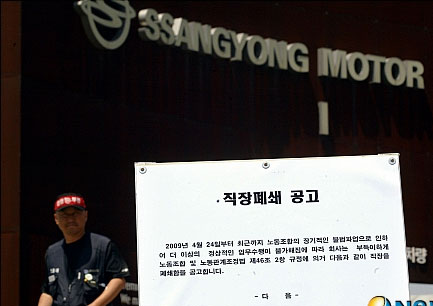 SSANGYONG MOTOR
직장폐쇄 공고
2009년 4월 24일부터 최근까지 노동조합의 장기적인 불법파업으로 인하
여 더 이상의 정상적인 업무수행이 불가해짐에 따라 회사는 부득이하게
노동조합 및 노동관계조정법 제46조 2항 규정에 의거 다음과 같이 직장을
폐쇄함을 공고합니다.
- 다 음 -